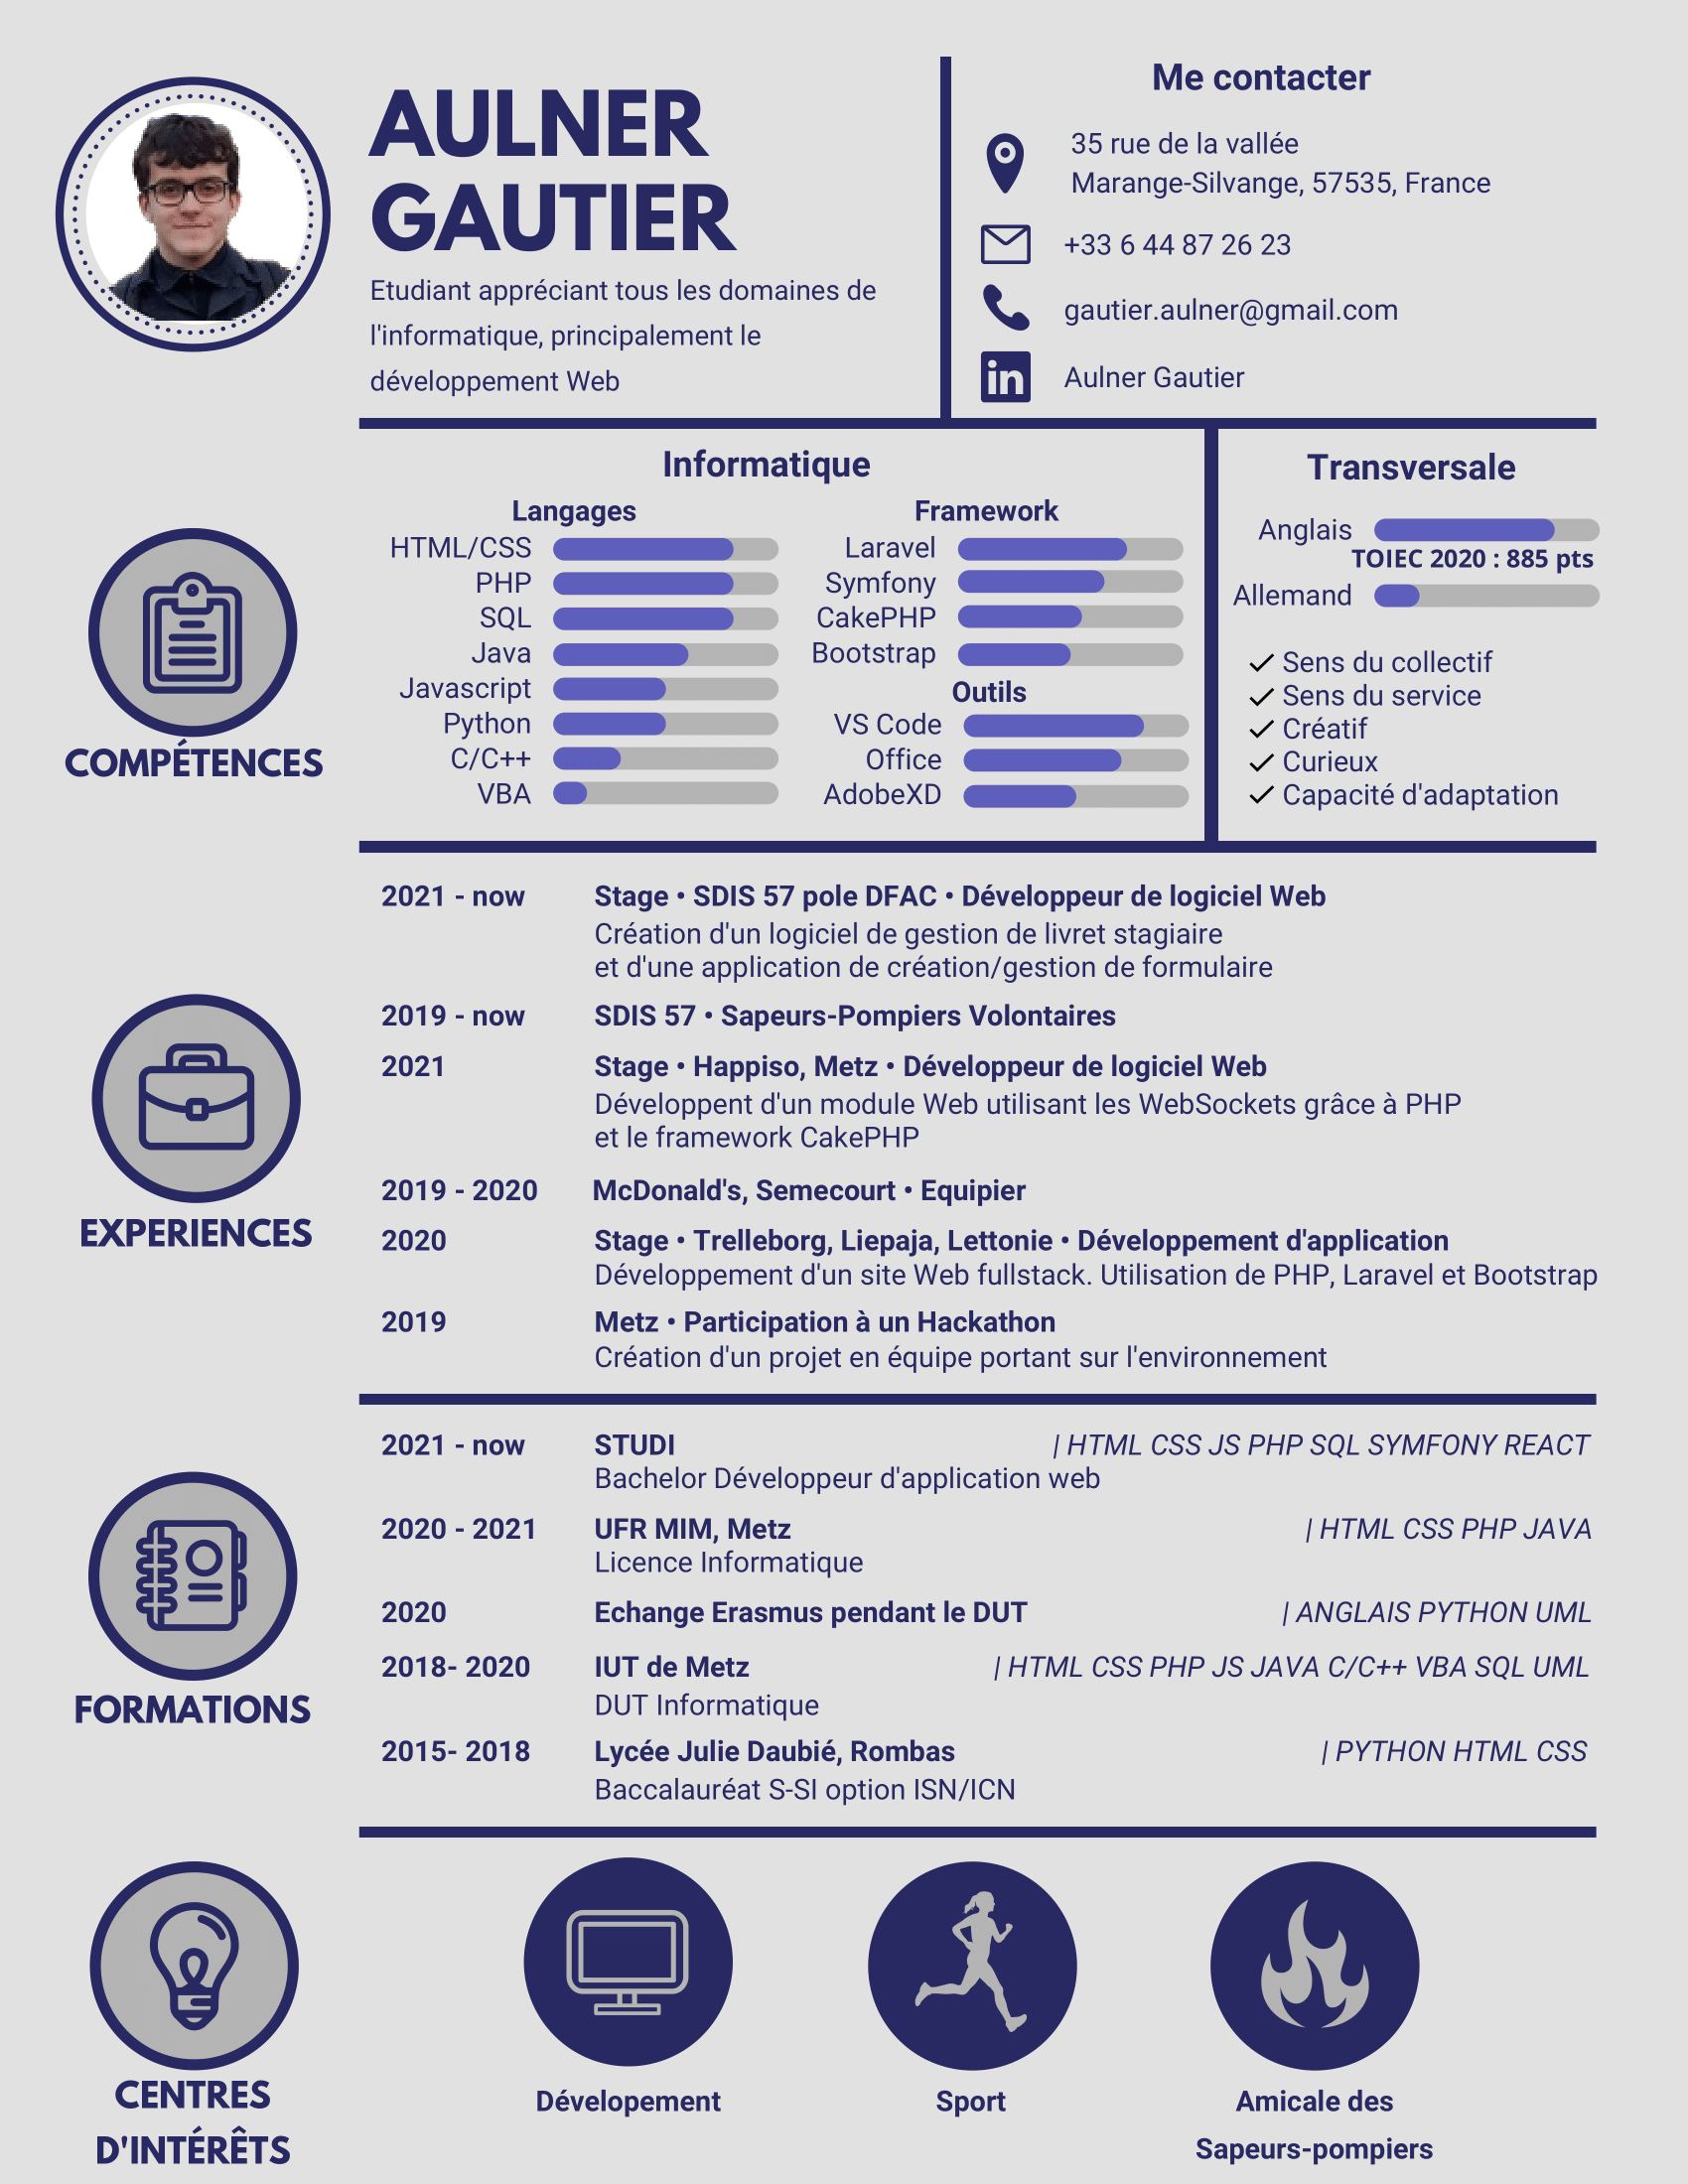 AULNER
GAUTIER
Etudiant appréciant tous les domaines de
l'informatique, principalement le
développement Web
Me contacter
35 rue de la vallée
Marange-Silvange, 57535, France
+33 6 44 87 26 23
gautier.aulner@gmail.com
in
Aulner Gautier
COMPÉTENCES
Informatique
Langages
HTML/CSS
PHP
SQL
Java
Javascript
Python
C/C++
VBA
Framework
Laravel
Symfony
CakePHP
Bootstrap
Outils
VS Code
Office
AdobeXD
Transversale
Anglais
TOIEC 2020 : 885 pts
Allemand
Sens du collectif
Sens du service
Créatif
Curieux
Capacité d'adaptation
EXPERIENCES
2021 - now Stage • SDIS 57 pole DFAC • Développeur de logiciel Web
Création d'un logiciel de gestion de livret stagiaire
et d'une application de création/gestion de formulaire
2019 - now SDIS 57 • Sapeurs-Pompiers Volontaires
2021 Stage • Happiso, Metz • Développeur de logiciel Web
Développent d'un module Web utilisant les WebSockets grâce à PHP
et le framework CakePHP
2019 - 2020 McDonald's, Semecourt • Equipier
2020 Stage • Trelleborg, Liepaja, Lettonie • Développement d'application
Développement d'un site Web fullstack. Utilisation de PHP, Laravel et Bootstrap
2019 Metz • Participation à un Hackathon
Création d'un projet en équipe portant sur l'environnement
FORMATIONS
2021 - now STUDI | HTML CSS JS PHP SQL SYMFONY REACT
Bachelor Développeur d'application web
2020 - 2021 UFR MIM, Metz | HTML CSS PHP JAVA
Licence Informatique
2020 Echange Erasmus pendant le DUT | ANGLAIS PYTHON UML
2018- 2020 IUT de Metz | HTML CSS PHP JS JAVA C/C++ VBA SQL UML
DUT Informatique
2015- 2018 Lycée Julie Daubié, Rombas | PYTHON HTML CSS
Baccalauréat S-SI option ISN/ICN
CENTRES
D'INTÉRÊTS
Dévelopement
Sport
Amicale des
Sapeurs-pompiers